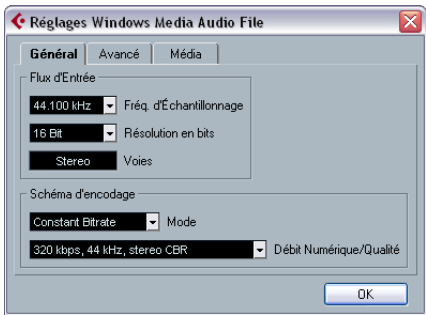 Réglages Windows Media Audio File
Général Avancé Média
Flux d'Entrée
44.100 kHz Fréq. d'Échantillonnage
16 Bit Résolution en bits
Stereo Voies
Schéma d'encodage
Constant Bitrate Mode
320 kbps, 44 kHz, stereo CBR Débit Numérique/Qualité
OK